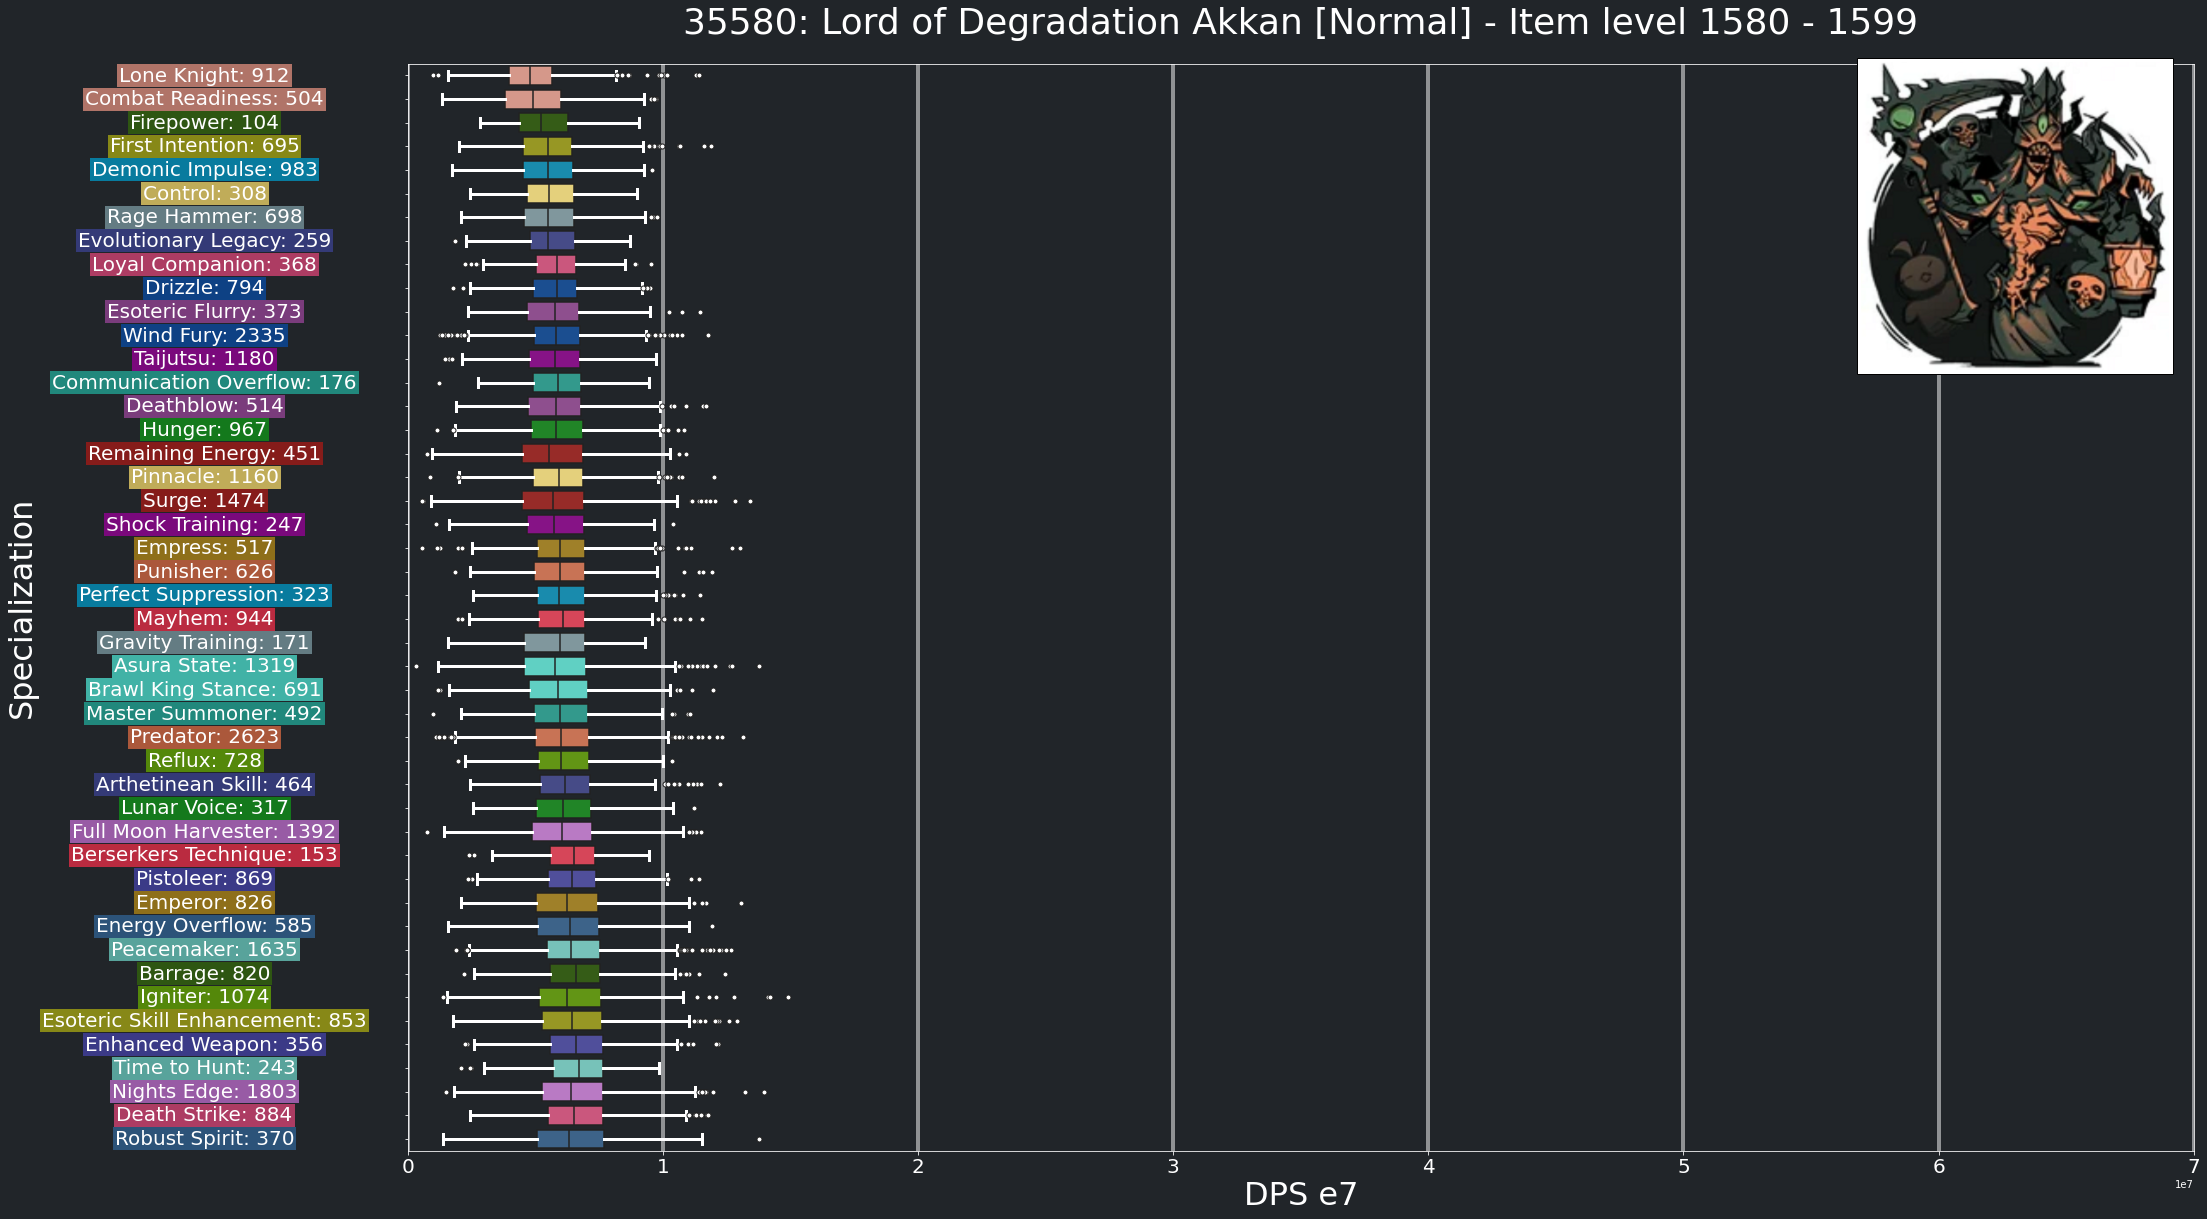 35580: Lord of Degradation Akkan [Normal] - Item level 1580 - 1599
Specialization
Lone Knight: 912
Combat Readiness: 504
Firepower: 104
First Intention: 695
Demonic Impulse: 983
Control: 308
Rage Hammer: 698
Evolutionary Legacy: 259
Loyal Companion: 368
Drizzle: 794
Esoteric Flurry: 373
Wind Fury: 2335
Taijutsu: 1180
Communication Overflow: 176
Deathblow: 514
Hunger: 967
Remaining Energy: 451
Pinnacle: 1160
Surge: 1474
Shock Training: 247
Empress: 517
Punisher: 626
Perfect Suppression: 323
Mayhem: 944
Gravity Training: 171
Asura State: 1319
Brawl King Stance: 691
Master Summoner: 492
Predator: 2623
Reflux: 728
Arthetinean Skill: 464
Lunar Voice: 317
Full Moon Harvester: 1392
Berserkers Technique: 153
Pistoleer: 869
Emperor: 826
Energy Overflow: 585
Peacemaker: 1635
Barrage: 820
Igniter: 1074
Esoteric Skill Enhancement: 853
Enhanced Weapon: 356
Time to Hunt: 243
Nights Edge: 1803
Death Strike: 884
Robust Spirit: 370
0 1 2 3 4 5 6 7
DPS e7
1e7